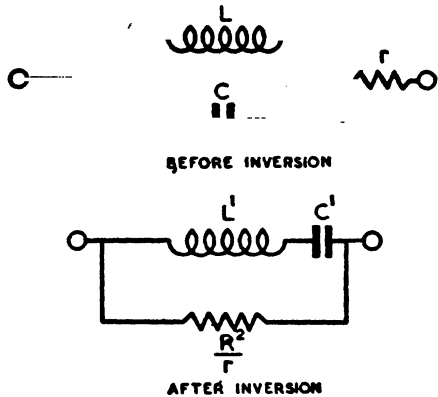 L
r
C
BEFORE INVERSION
L' C'
R²
r
AFTER INVERSION